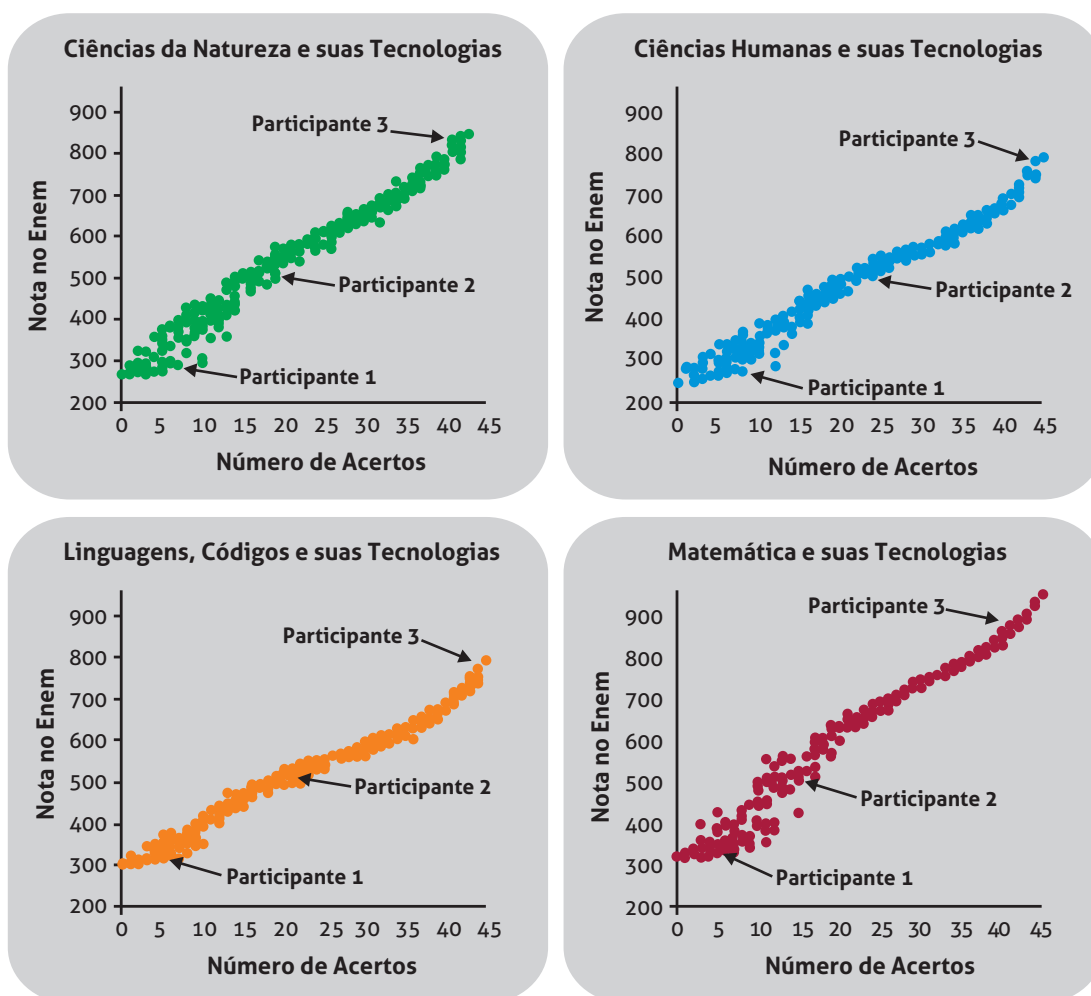 Ciências da Natureza e suas Tecnologias
Nota no Enem
900
800
700
600
500
400
300
200
Participante 3
Participante 2
Participante 1
0 5 10 15 20 25 30 35 40 45
Número de Acertos
Ciências Humanas e suas Tecnologias
Nota no Enem
900
800
700
600
500
400
300
200
Participante 3
Participante 2
Participante 1
0 5 10 15 20 25 30 35 40 45
Número de Acertos
Linguagens, Códigos e suas Tecnologias
Nota no Enem
900
800
700
600
500
400
300
200
Participante 3
Participante 2
Participante 1
0 5 10 15 20 25 30 35 40 45
Número de Acertos
Matemática e suas Tecnologias
Nota no Enem
900
800
700
600
500
400
300
200
Participante 3
Participante 2
Participante 1
0 5 10 15 20 25 30 35 40 45
Número de Acertos